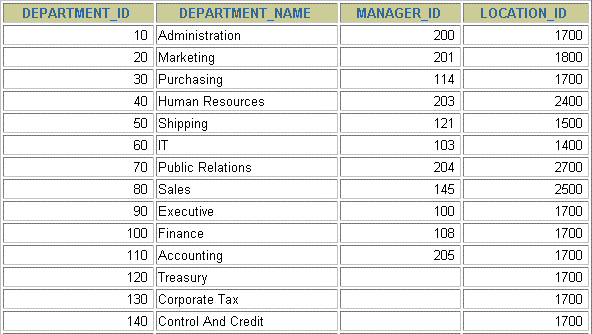 DEPARTMENT_ID DEPARTMENT_NAME MANAGER_ID LOCATION_ID
10 Administration 200 1700
20 Marketing 201 1800
30 Purchasing 114 1700
40 Human Resources 203 2400
50 Shipping 121 1500
60 IT 103 1400
70 Public Relations 204 2700
80 Sales 145 2500
90 Executive 100 1700
100 Finance 108 1700
110 Accounting 205 1700
120 Treasury 1700
130 Corporate Tax 1700
140 Control And Credit 1700